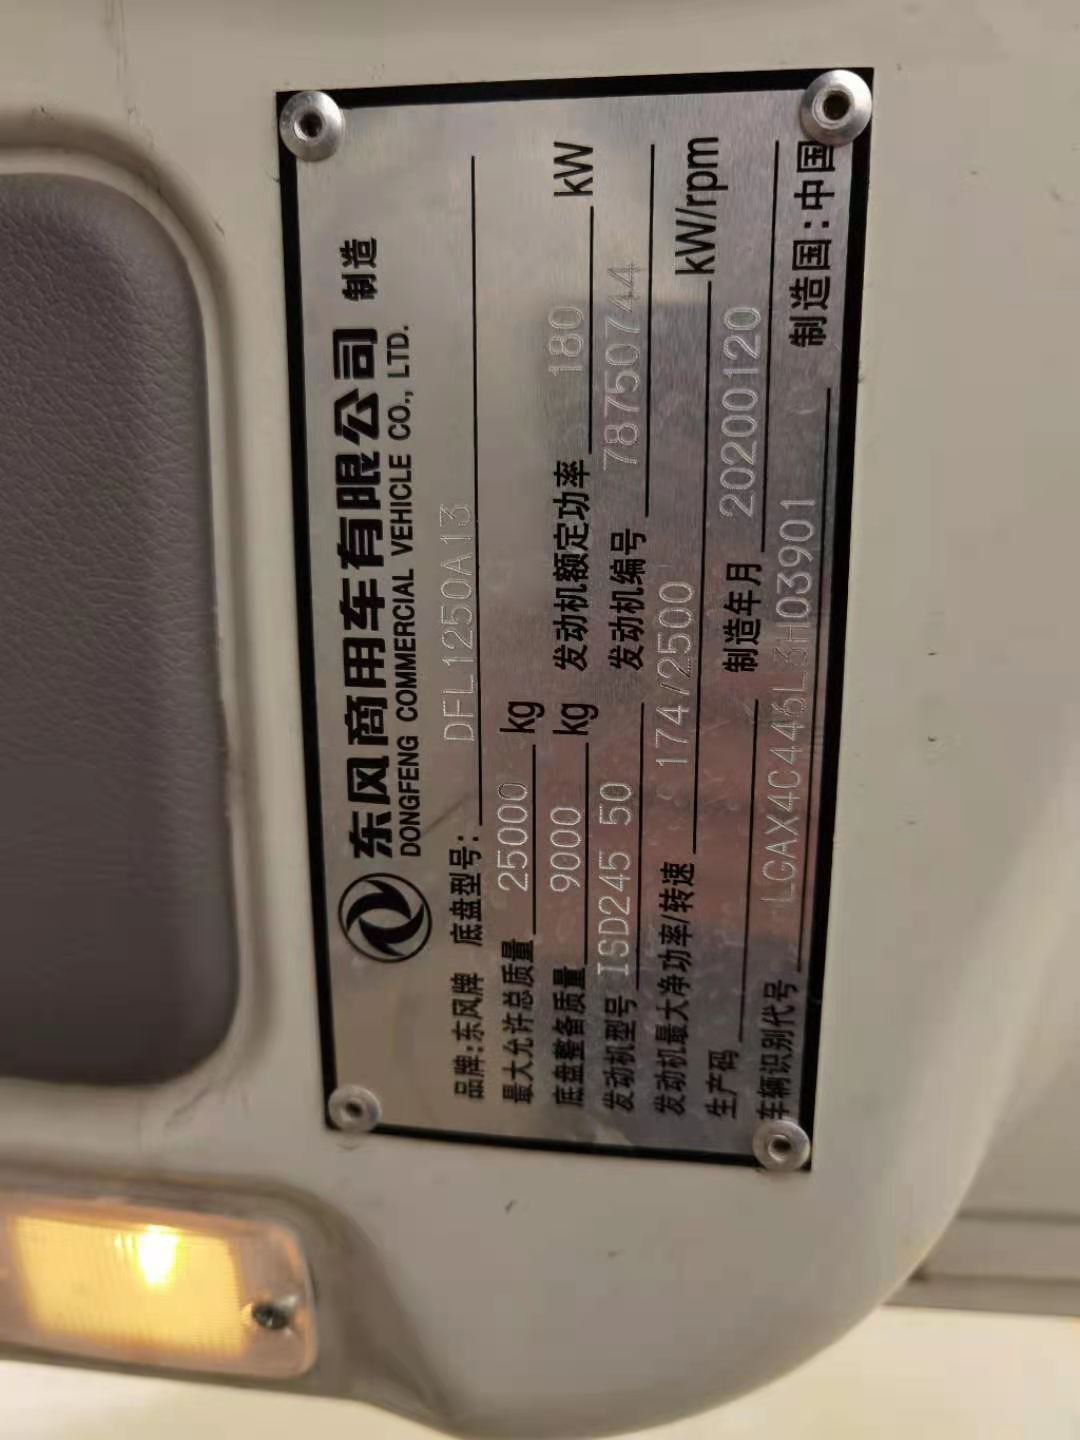 东风商用车有限公司 制造
DONGFENG COMMERCIAL VEHICLE CO., LTD.
品牌:东风牌 底盘型号: DFL1250A13
最大允许总质量 25000 kg
底盘整备质量 9000 kg 发动机额定功率 180 kW
发动机型号 ISD245 50 发动机编号 78750744
发动机最大净功率/转速 174/2500 kW/rpm
生产码 制造年月 20200120
车辆识别代号 LGAX4C446L3H03901 制造国:中国